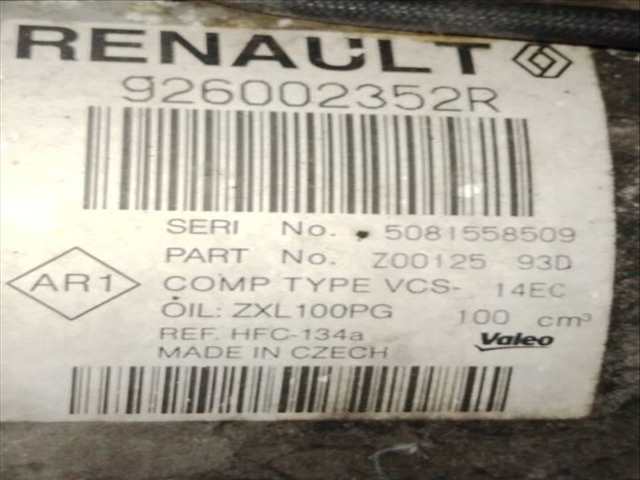 RENAULT
926002352R
SERI No. 5081558509
PART No. Z00125 93D
AR1
COMP TYPE VCS- 14EC
OIL: ZXL100PG 100 cm³
REF. HFC-134a
Valeo
MADE IN CZECH